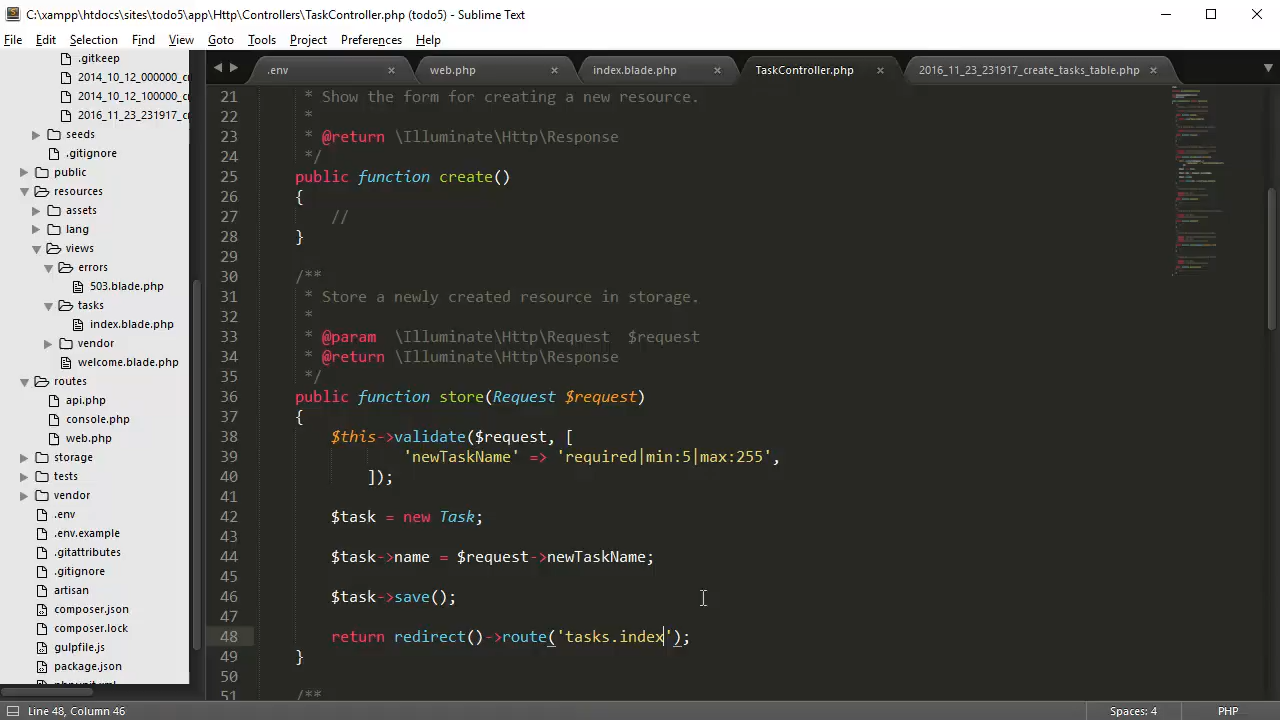 C:\xampp\htdocs\sites\todo5\app\Http\Controllers\TaskController.php (todo5) - Sublime Text
File Edit Selection Find View Goto Tools Project Preferences Help
.env × web.php × index.blade.php × TaskController.php × 2016_11_23_231917_create_tasks_table.php ×
.gitkeep
2014_10_12_000000_cr
2014_10_12_100000_cr
2016_11_23_231917_cr
seeds
.gitignore
public
resources
assets
lang
views
errors
503.blade.php
tasks
index.blade.php
vendor
welcome.blade.php
routes
api.php
console.php
web.php
storage
tests
vendor
.env
.env.example
.gitattributes
.gitignore
artisan
composer.json
composer.lock
gulpfile.js
package.json
phpunit.xml
21 * Show the form for creating a new resource.
22 *
23 * @return \Illuminate\Http\Response
24 */
25 public function create()
26 {
27 //
28 }
29
30 /**
31 * Store a newly created resource in storage.
32 *
33 * @param \Illuminate\Http\Request $request
34 * @return \Illuminate\Http\Response
35 */
36 public function store(Request $request)
37 {
38 $this->validate($request, [
39 'newTaskName' => 'required|min:5|max:255',
40 ]);
41
42 $task = new Task;
43
44 $task->name = $request->newTaskName;
45
46 $task->save();
47
48 return redirect()->route('tasks.index');
49 }
50
51 /**
Line 48, Column 46
Spaces: 4
PHP